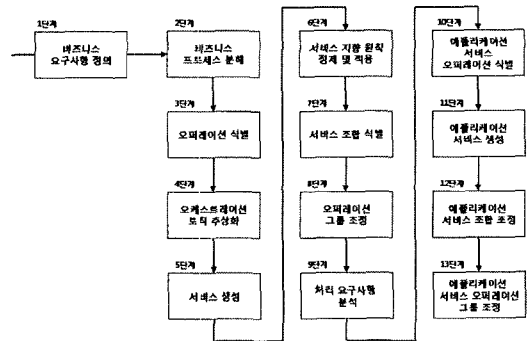 1단계
비즈니스
요구사항 정의
2단계
비즈니스
프로세스 분해
3단계
오퍼레이션 식별
4단계
오케스트레이션
로직 추상화
5단계
서비스 생성
6단계
서비스 지향 원칙
정제 및 적용
7단계
서비스 조합 식별
8단계
오퍼레이션
그룹 조정
9단계
처리 요구사항
분석
10단계
애플리케이션
서비스
오퍼레이션 식별
11단계
애플리케이션
서비스 생성
12단계
애플리케이션
서비스 조합 조정
13단계
애플리케이션
서비스 오퍼레이션
그룹 조정